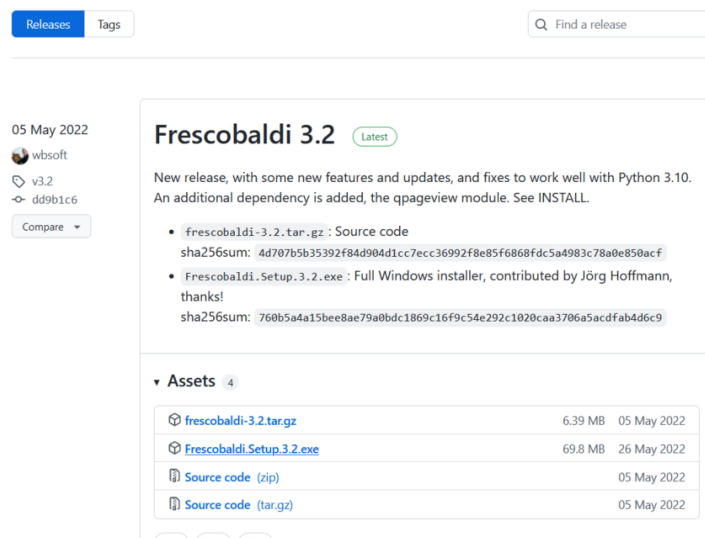 Releases Tags
Find a release
05 May 2022
wbsoft
v3.2
dd9b1c6
Compare
Frescobaldi 3.2 Latest
New release, with some new features and updates, and fixes to work well with Python 3.10.
An additional dependency is added, the qpageview module. See INSTALL.
frescobaldi-3.2.tar.gz : Source code
sha256sum: 4d707b5b35392f84d904d1cc7ecc36992f8e85f6868fdc5a4983c78a0e850acf
Frescobaldi.Setup.3.2.exe : Full Windows installer, contributed by Jörg Hoffmann,
thanks!
sha256sum: 760b5a4a15bee8ae79a0bdc1869c16f9c54e292c1020caa3706a5acdfab4d6c9
Assets 4
frescobaldi-3.2.tar.gz 6.39 MB 05 May 2022
Frescobaldi.Setup.3.2.exe 69.8 MB 26 May 2022
Source code (zip) 05 May 2022
Source code (tar.gz) 05 May 2022